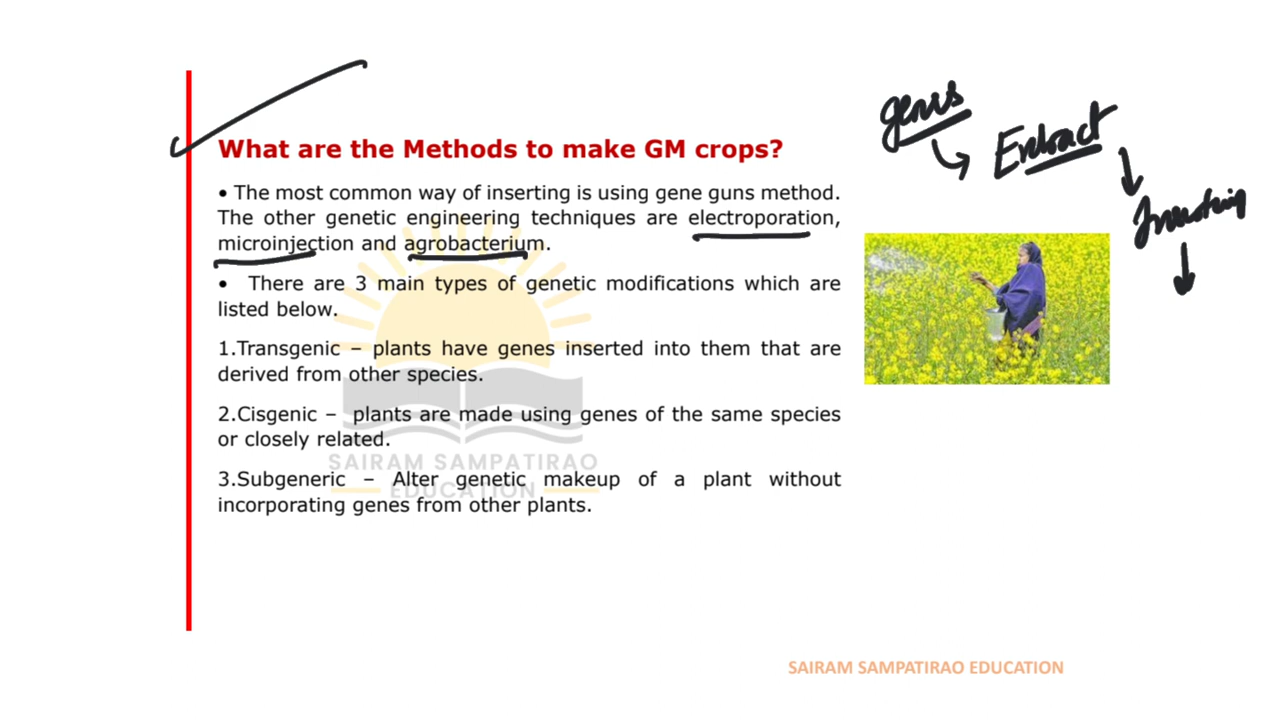 What are the Methods to make GM crops?
• The most common way of inserting is using gene guns method.
The other genetic engineering techniques are electroporation,
microinjection and agrobacterium.
• There are 3 main types of genetic modifications which are
listed below.
1.Transgenic – plants have genes inserted into them that are
derived from other species.
2.Cisgenic – plants are made using genes of the same species
or closely related.
3.Subgeneric – Alter genetic makeup of a plant without
incorporating genes from other plants.
SAIRAM SAMPATIRAO
EDUCATION
Extract
SAIRAM SAMPATIRAO EDUCATION